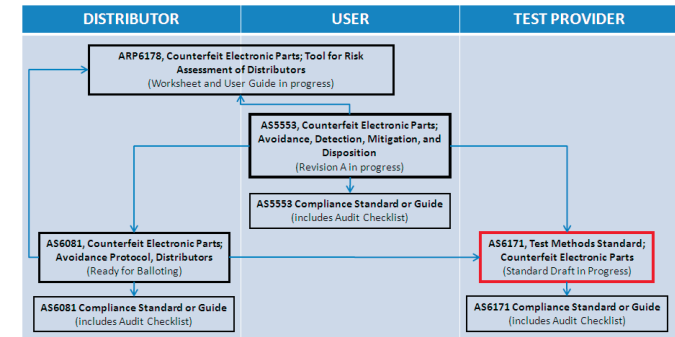 DISTRIBUTOR
USER
TEST PROVIDER
ARP6178, Counterfeit Electronic Parts; Tool for Risk
Assessment of Distributors
(Worksheet and User Guide in progress)
AS5553, Counterfeit Electronic Parts;
Avoidance, Detection, Mitigation, and
Disposition
(Revision A in progress)
AS5553 Compliance Standard or Guide
(includes Audit Checklist)
AS6081, Counterfeit Electronic Parts;
Avoidance Protocol, Distributors
(Ready for Balloting)
AS6171, Test Methods Standard;
Counterfeit Electronic Parts
(Standard Draft in Progress)
AS6081 Compliance Standard or Guide
(includes Audit Checklist)
AS6171 Compliance Standard or Guide
(includes Audit Checklist)